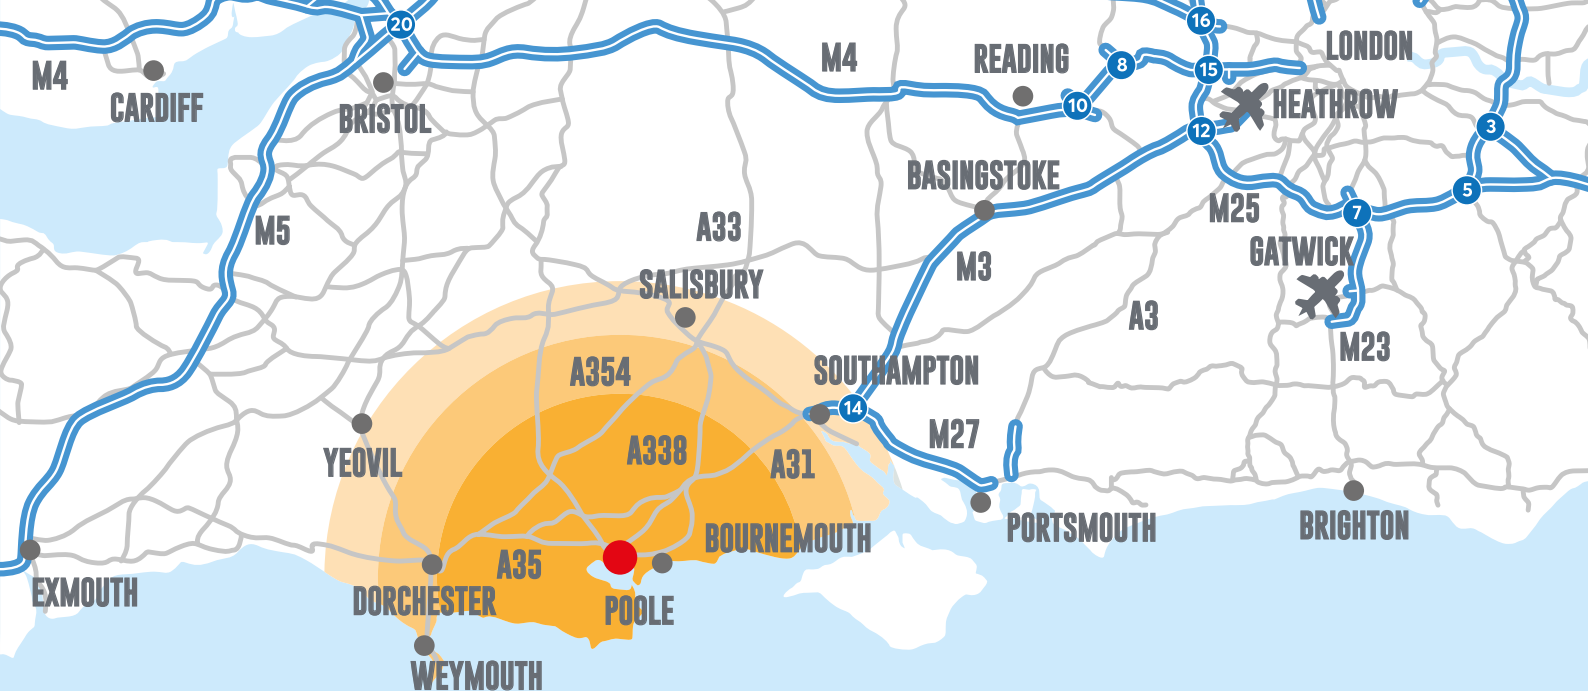 20
16
M4
READING
8
15
LONDON
M4
CARDIFF
BRISTOL
10
HEATHROW
12
3
BASINGSTOKE
5
M5
A33
M25
7
GATWICK
M3
SALISBURY
A3
M23
A354
SOUTHAMPTON
14
YEOVIL
A338
A31
M27
BOURNEMOUTH
PORTSMOUTH
BRIGHTON
EXMOUTH
A35
DORCHESTER
POOLE
WEYMOUTH